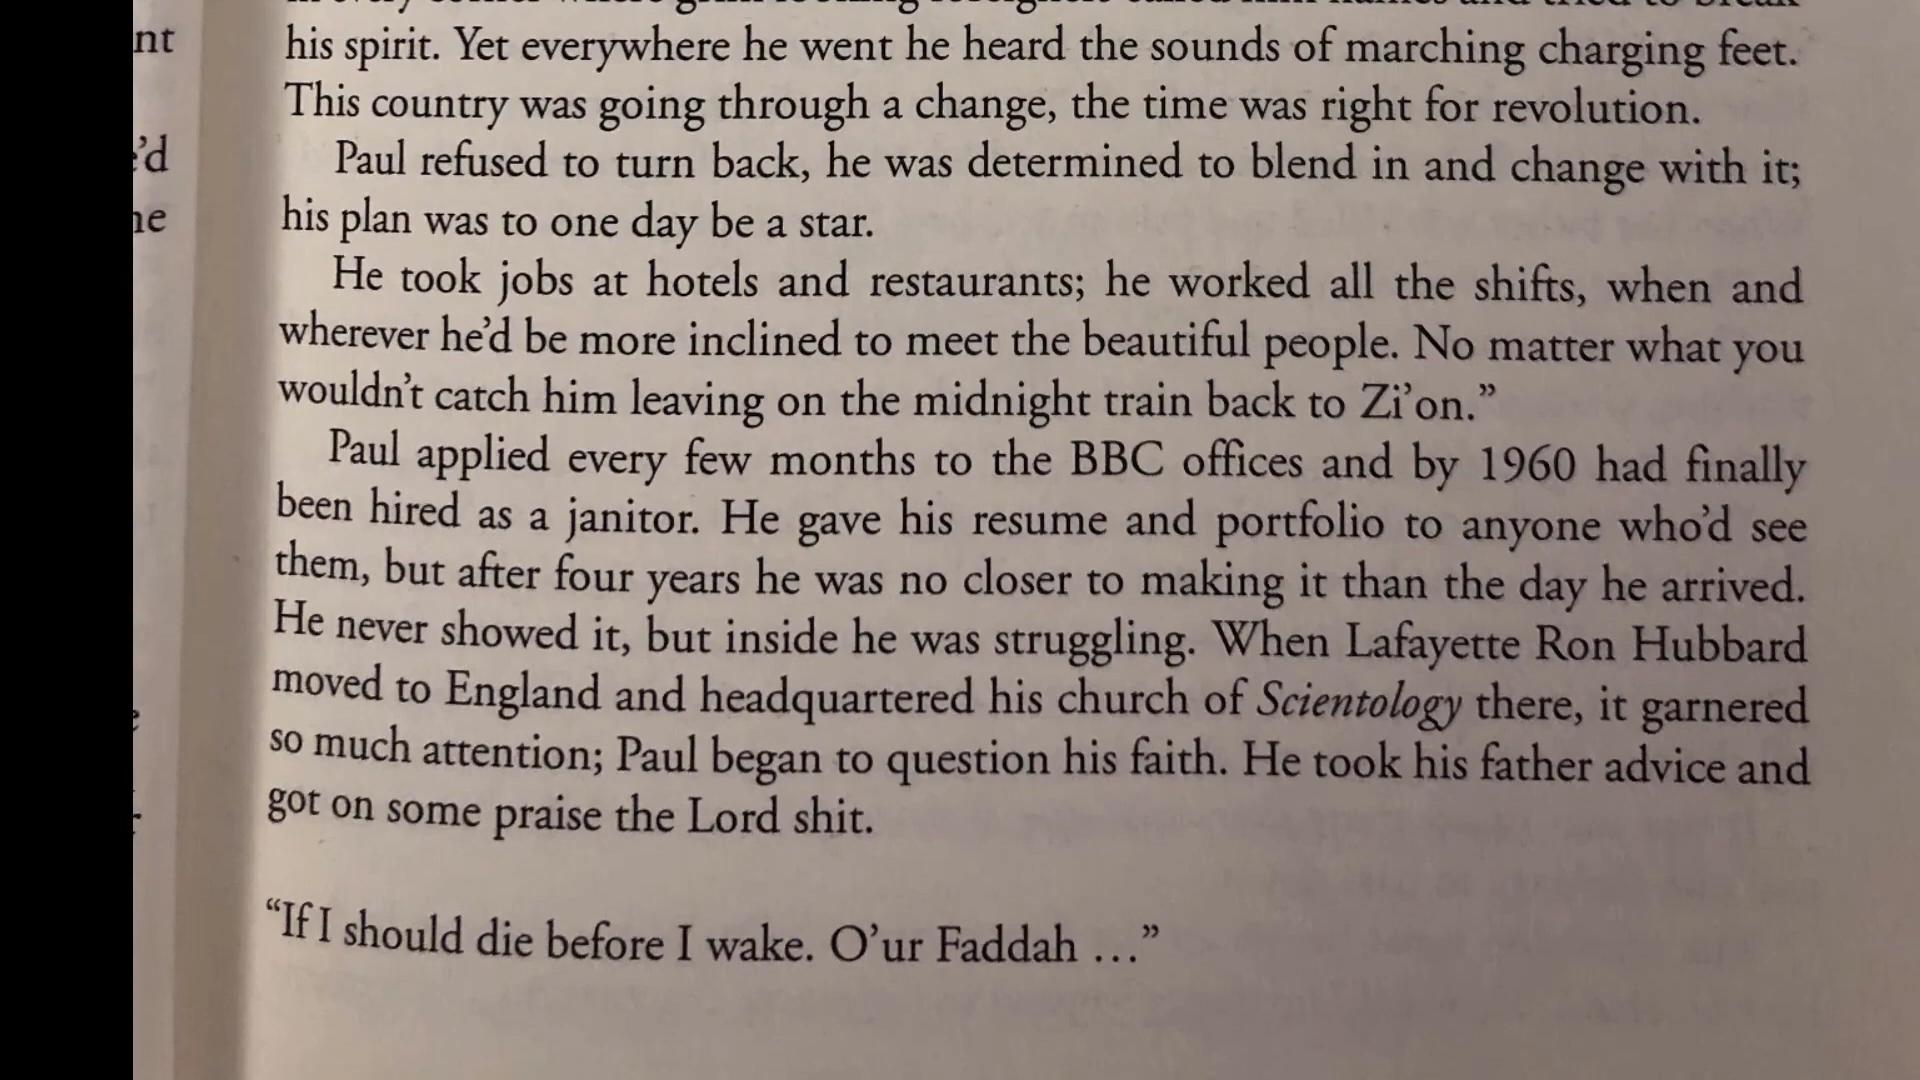 nt
'd
his spirit. Yet everywhere he went he heard the sounds of marching charging feet.
This country was going through a change, the time was right for revolution.
Paul refused to turn back, he was determined to blend in and change with it;
his plan was to one day be a star.
He took jobs at hotels and restaurants; he worked all the shifts, when and
wherever he’d be more inclined to meet the beautiful people. No matter what you
wouldn’t catch him leaving on the midnight train back to Zi’on.”
Paul applied every few months to the BBC offices and by 1960 had finally
been hired as a janitor. He gave his resume and portfolio to anyone who’d see
them, but after four years he was no closer to making it than the day he arrived.
He never showed it, but inside he was struggling. When Lafayette Ron Hubbard
moved to England and headquartered his church of Scientology there, it garnered
so much attention; Paul began to question his faith. He took his father advice and
got on some praise the Lord shit.
“If I should die before I wake. O’ur Faddah …”